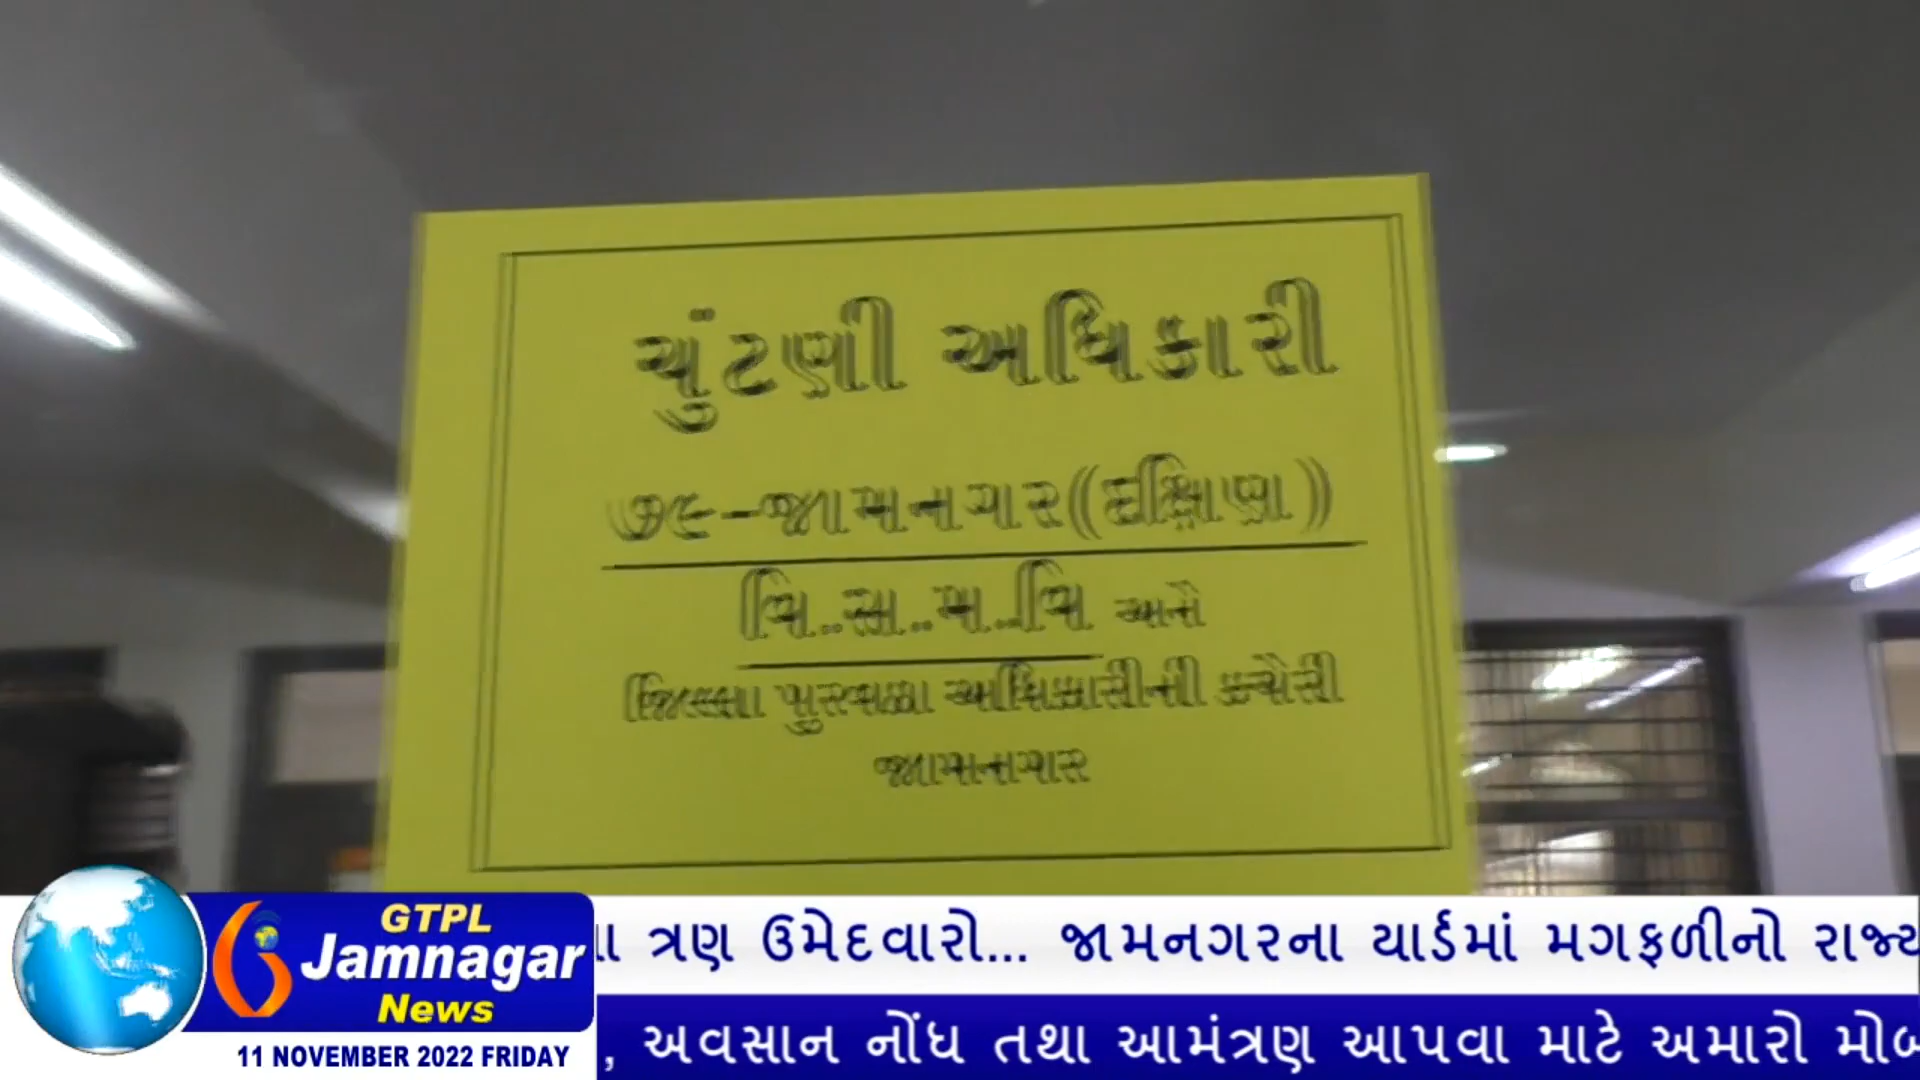 ચુંટણી અધિકારી
૭૯-જામનગર(દક્ષિણ)
વિ.સ.મ.વિ અને
જિલ્લા પુરવઠા અધિકારીની કચેરી
જામનગર
ત્રણ ઉમેદવારો... જામનગરના યાર્ડમાં મગફળીનો
GTPL
Jamnagar
News
, અવસાન નોંધ તથા આમંત્રણ આપવા માટે અમારો
11 NOVEMBER 2022 FRIDAY